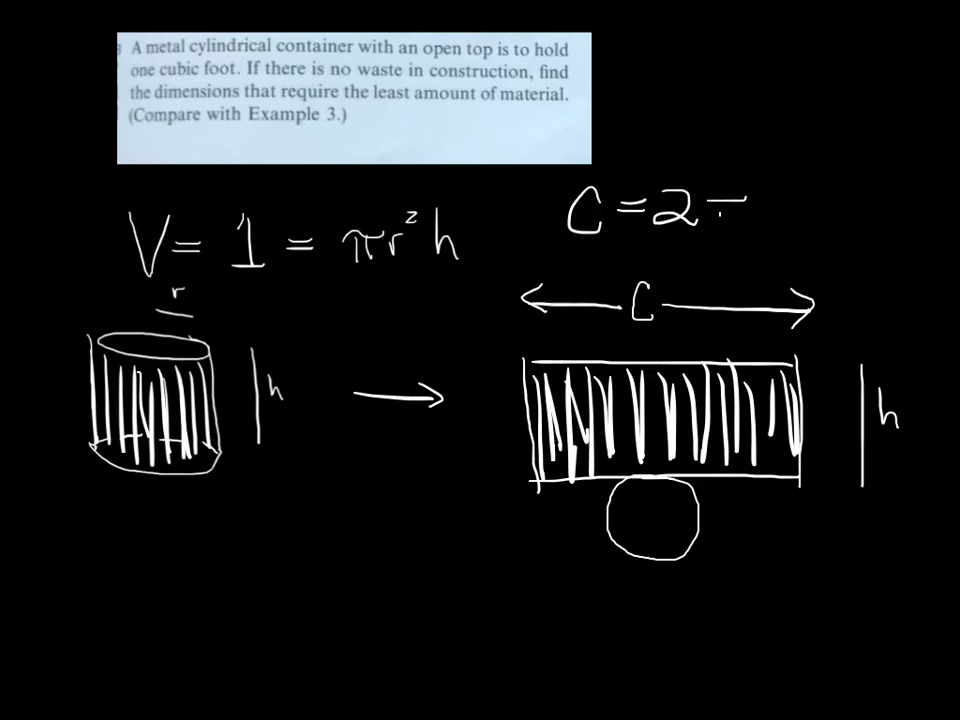 A metal cylindrical container with an open top is to hold
one cubic foot. If there is no waste in construction, find
the dimensions that require the least amount of material.
(Compare with Example 3.)
V = 1 = πr²h
C = 2
r
C
h
h